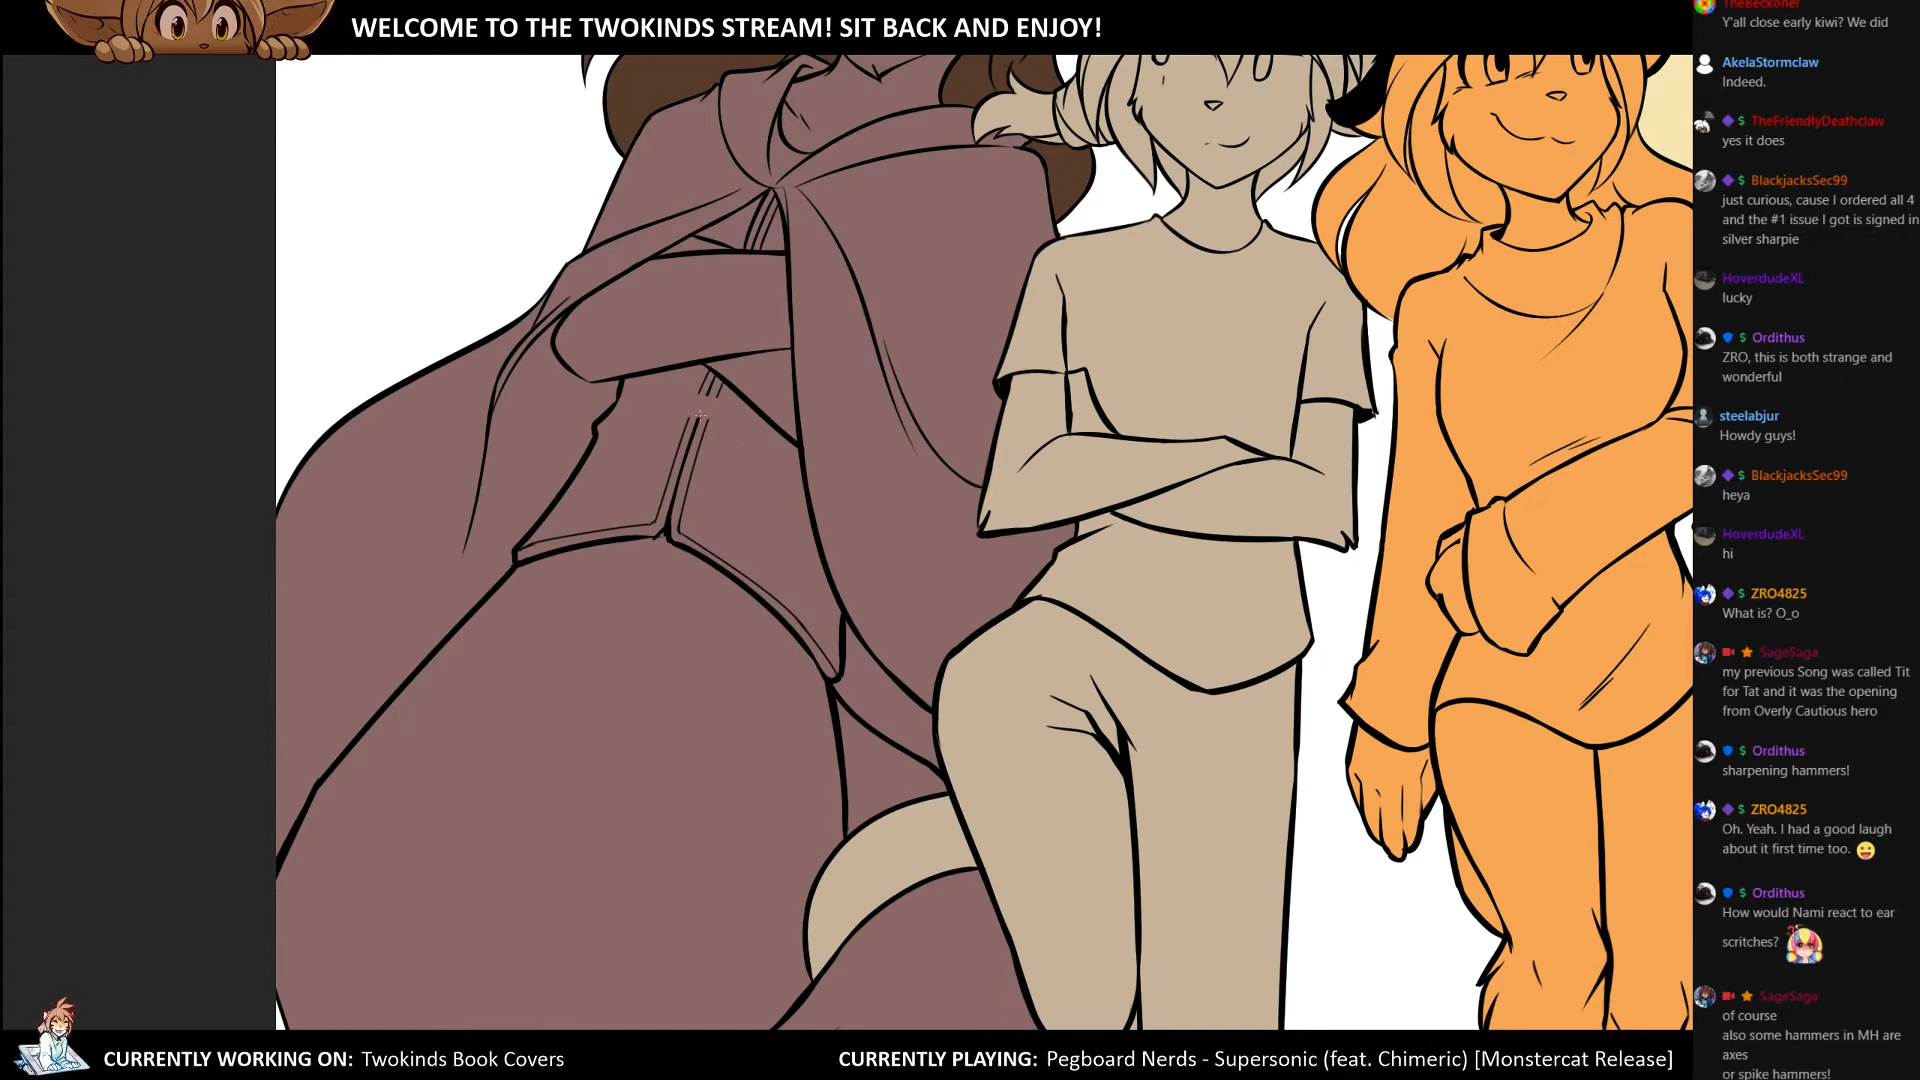 WELCOME TO THE TWOKINDS STREAM! SIT BACK AND ENJOY!
TheBeckoner
Y'all close early kiwi? We did
AkelaStormclaw
Indeed.
TheFriendlyDeathclaw
yes it does
BlackjacksSec99
just curious, cause I ordered all 4
and the #1 issue I got is signed in
silver sharpie
HoverdudeXL
lucky
Ordithus
ZRO, this is both strange and
wonderful
steelabjur
Howdy guys!
BlackjacksSec99
heya
HoverdudeXL
hi
ZRO4825
What is? O_o
SageSaga
my previous Song was called Tit
for Tat and it was the opening
from Overly Cautious hero
Ordithus
sharpening hammers!
ZRO4825
Oh. Yeah. I had a good laugh
about it first time too.
Ordithus
How would Nami react to ear
scritches?
SageSaga
of course
also some hammers in MH are
axes
or spike hammers!
CURRENTLY WORKING ON: Twokinds Book Covers
CURRENTLY PLAYING: Pegboard Nerds - Supersonic (feat. Chimeric) [Monstercat Release]